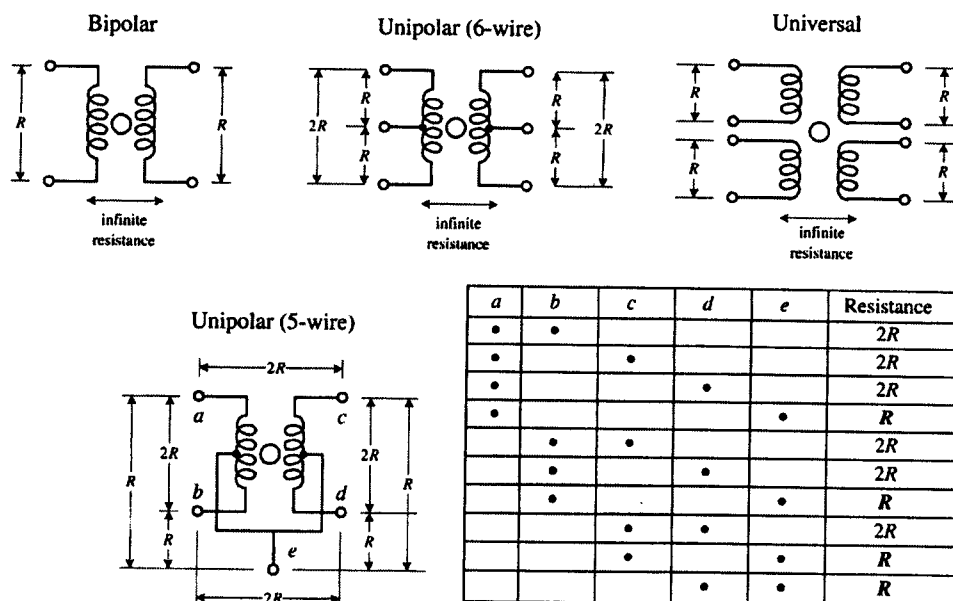 Bipolar
Unipolar (6-wire)
Universal
R
R
2R
R
R
R
R
2R
R
R
R
R
infinite
resistance
infinite
resistance
infinite
resistance
Unipolar (5-wire)
2R
a
c
R
2R
2R
R
b
d
R
e
R
2R
a b c d e Resistance
• • 2R
• • 2R
• • 2R
• • R
• • 2R
• • 2R
• • R
• • 2R
• • R
• • R